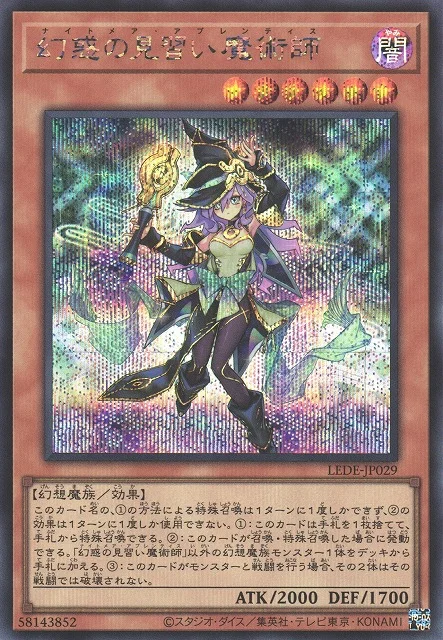 ナイトメア・アプレンティス
幻惑の見習い魔術師
やみ
闇
LEDE-JP029
【幻想魔族／効果】
このカード名の、①の方法による特殊召喚は１ターンに１度しかできず、②の
効果は１ターンに１度しか使用できない。①：このカードは手札を１枚捨てて、
手札から特殊召喚できる。②：このカードが召喚・特殊召喚した場合に発動
できる。「幻惑の見習い魔術師」以外の幻想魔族モンスター１体をデッキから
手札に加える。③：このカードがモンスターと戦闘を行う場合、その２体はその
戦闘では破壊されない。
ATK/2000 DEF/1700
58143852
©スタジオ・ダイス／集英社・テレビ東京・KONAMI